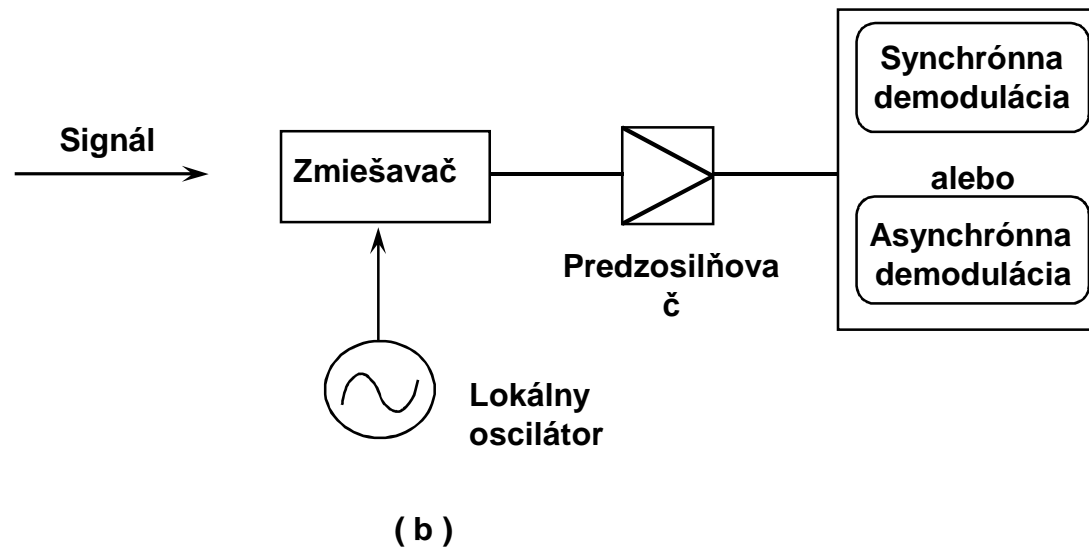 Signál
Zmiešavač
Predzosilňova
č
Lokálny
oscilátor
Synchrónna
demodulácia
alebo
Asynchrónna
demodulácia
( b )